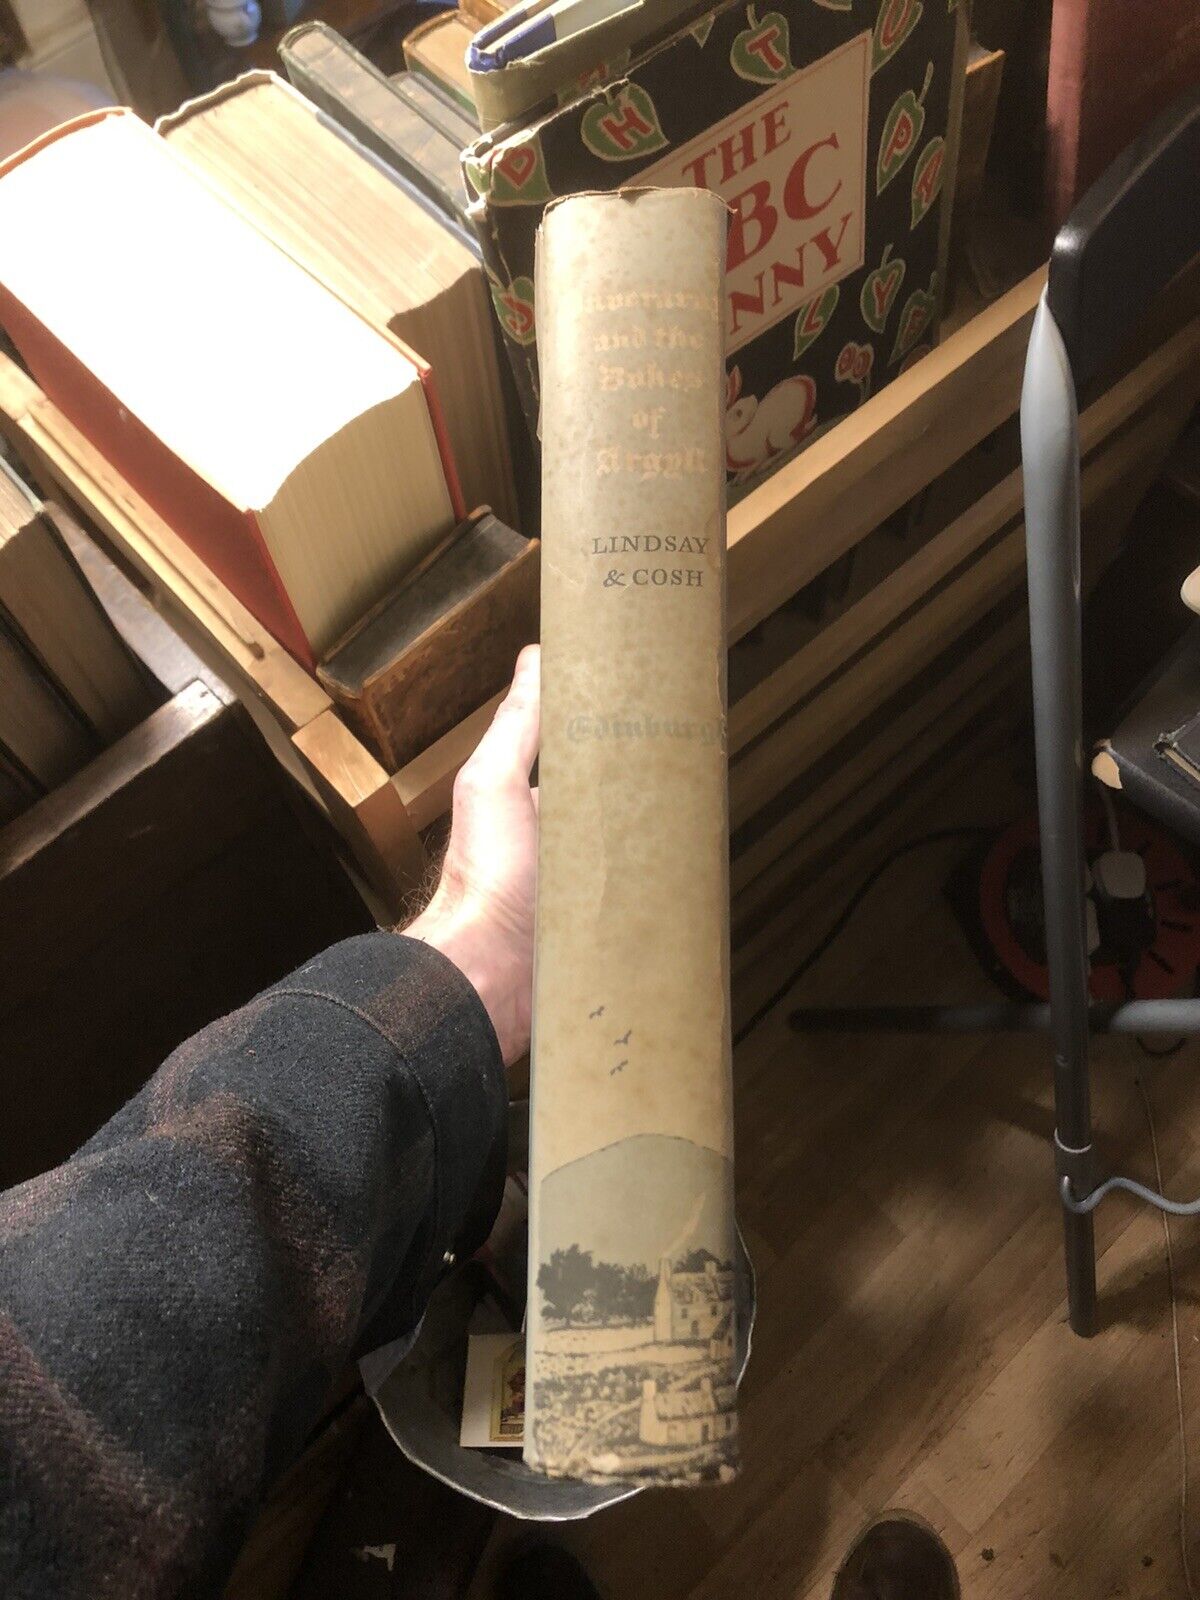 THE
BC
NNY
Inveraray
and the
Dukes
of
Argyll
LINDSAY
& COSH
Edinburgh